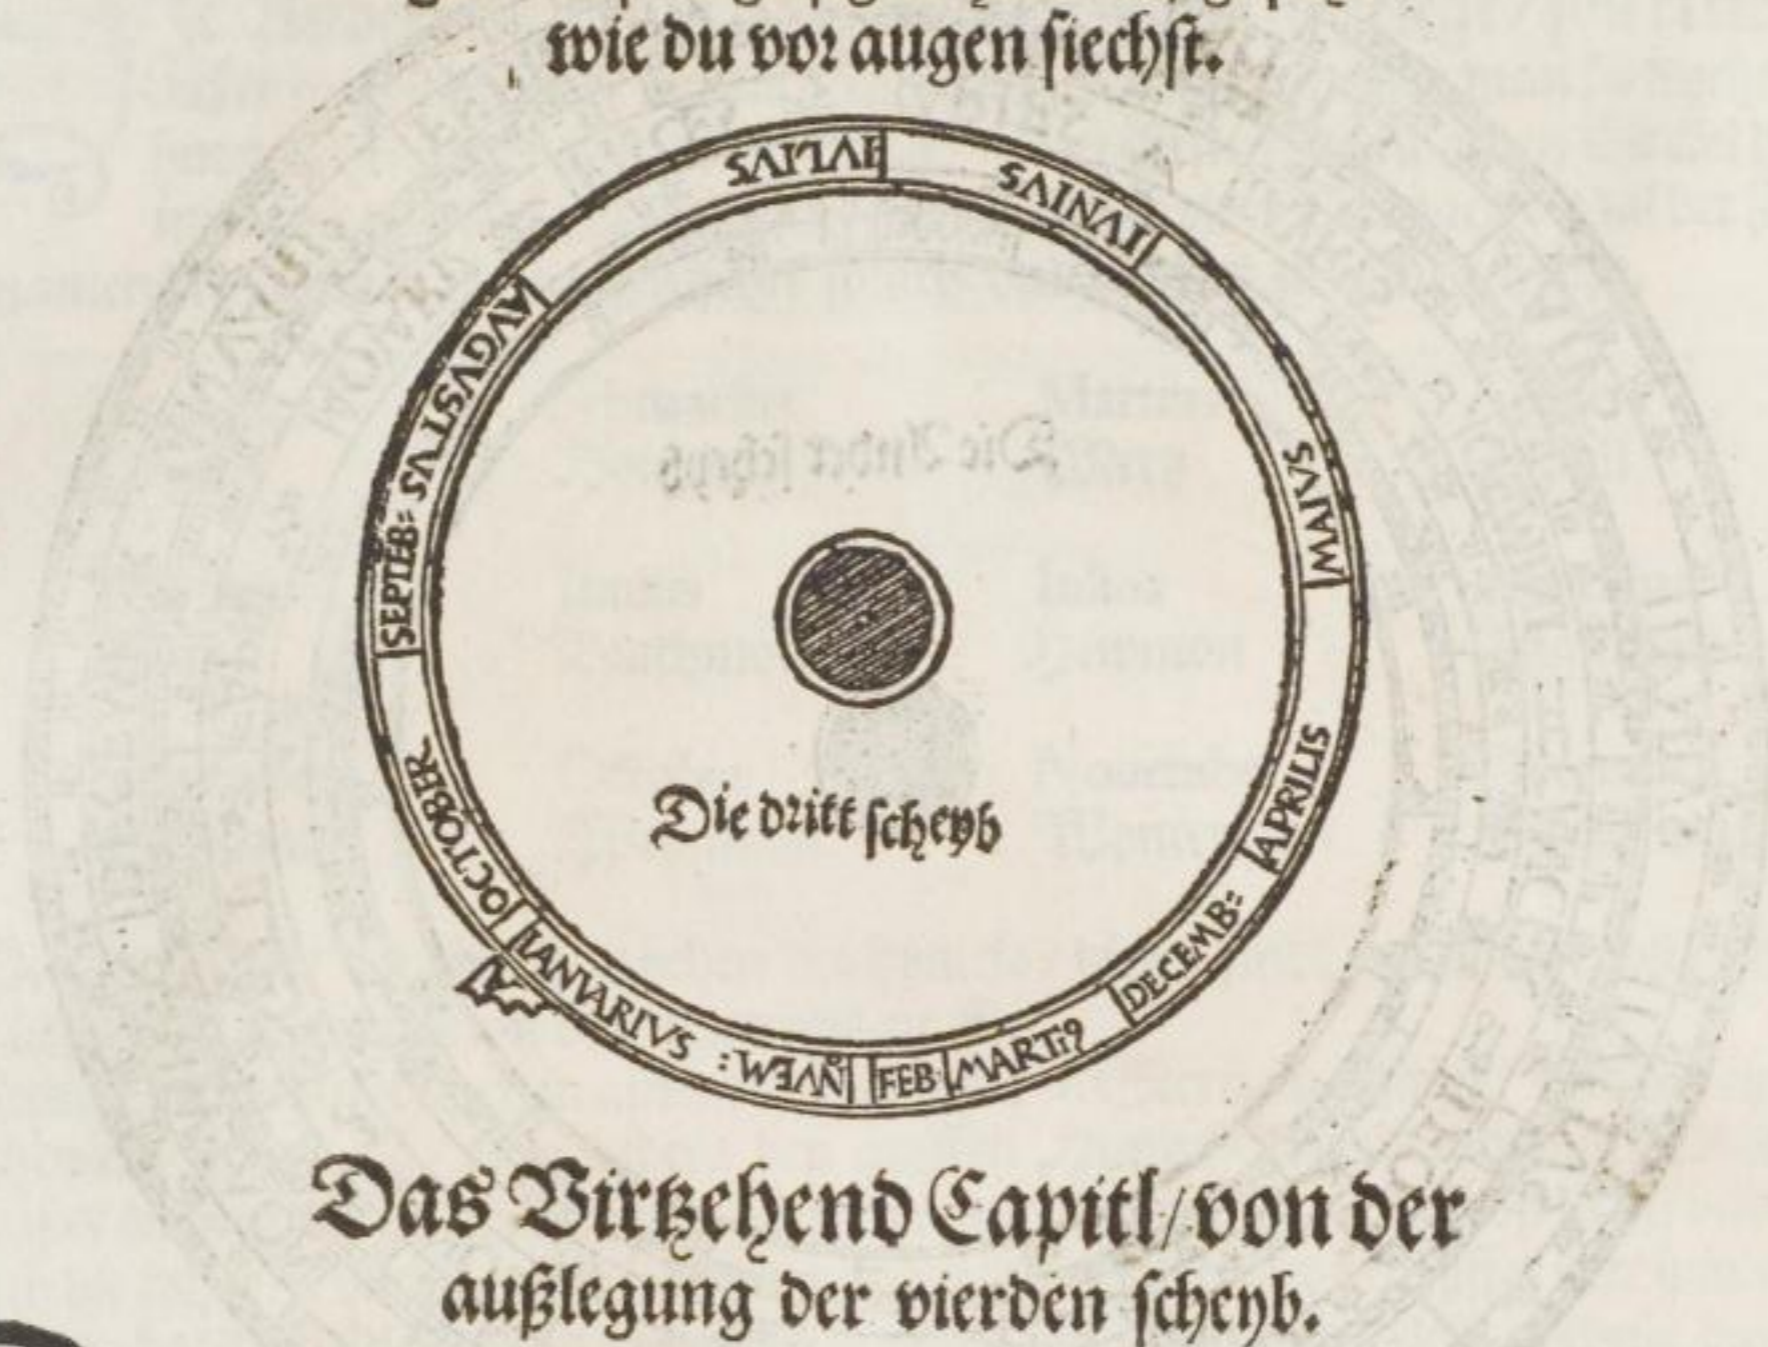 wie du vor augen siechst.
IVLIVS
IVNIVS
MAIVS
APRILIS
DECEMB:
MARTI9
FEB
NVEM:
IANVARIVS
OCTOBER
SEPTEB:
AVGVSTVS
Die dritt scheyb
Das Virtzehend Capitl/von der
außlegung der vierden scheyb.